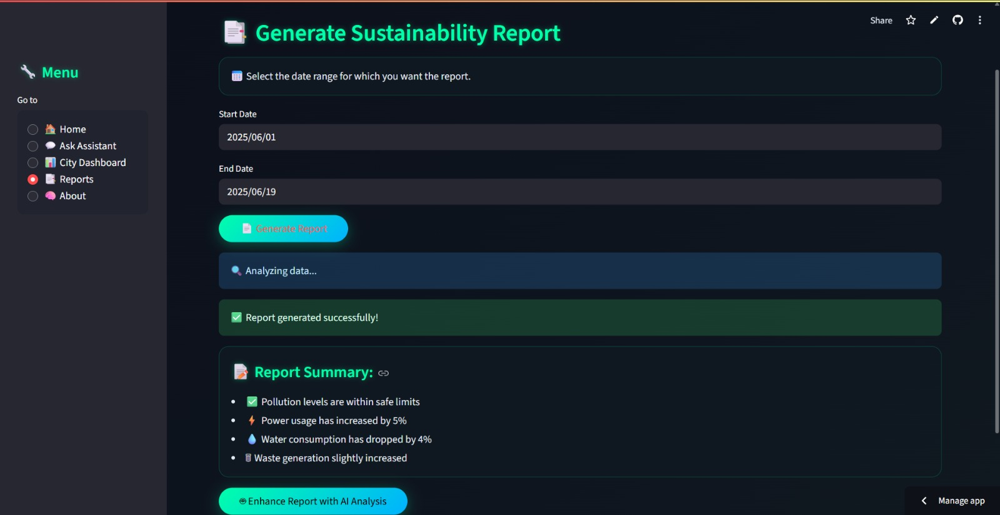 Share
Generate Sustainability Report
Menu
Select the date range for which you want the report.
Go to
Start Date
Home
2025/06/01
Ask Assistant
City Dashboard
End Date
Reports
2025/06/19
About
Generate Report
Analyzing data...
Report generated successfully!
Report Summary:
Pollution levels are within safe limits
Power usage has increased by 5%
Water consumption has dropped by 4%
Waste generation slightly increased
Enhance Report with AI Analysis
Manage app